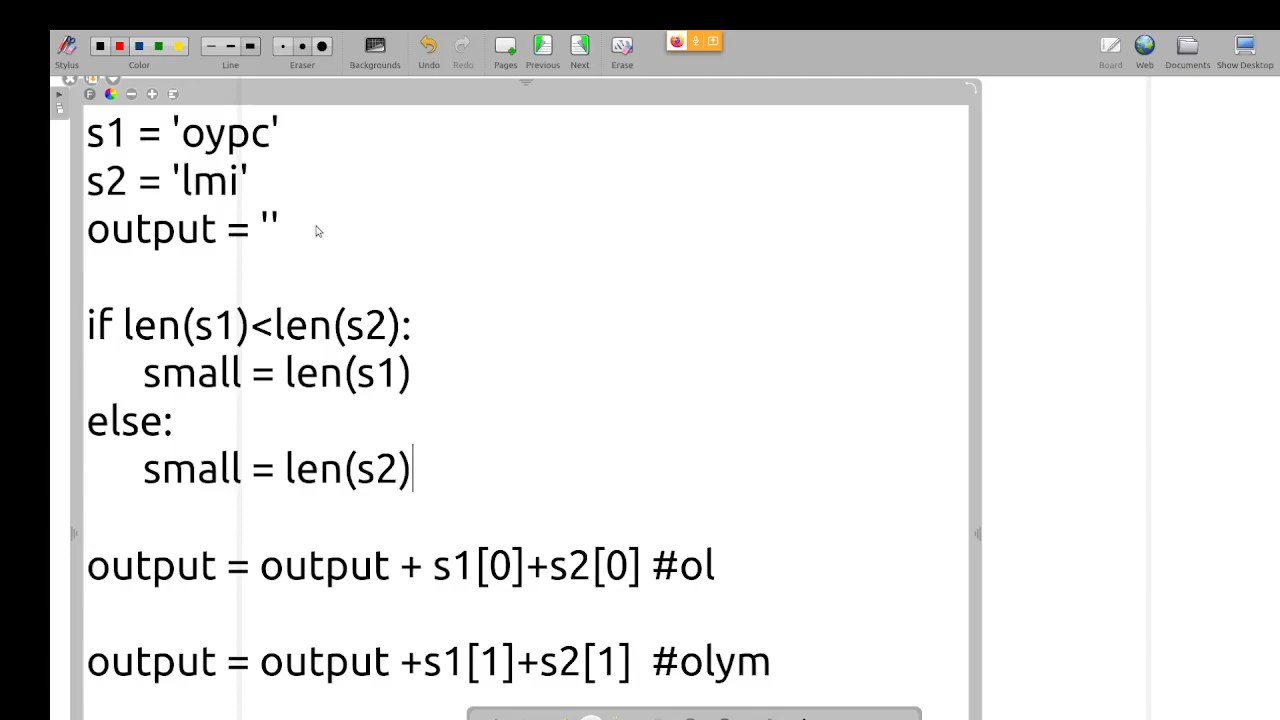 Stylus
Color
Line
Eraser
Backgrounds
Undo
Redo
Pages
Previous
Next
Erase
Board
Web
Documents
Show Desktop
F
s1 = 'oypc'
s2 = 'lmi'
output = ''
if len(s1)<len(s2):
small = len(s1)
else:
small = len(s2)
output = output + s1[0]+s2[0] #ol
output = output +s1[1]+s2[1] #olym